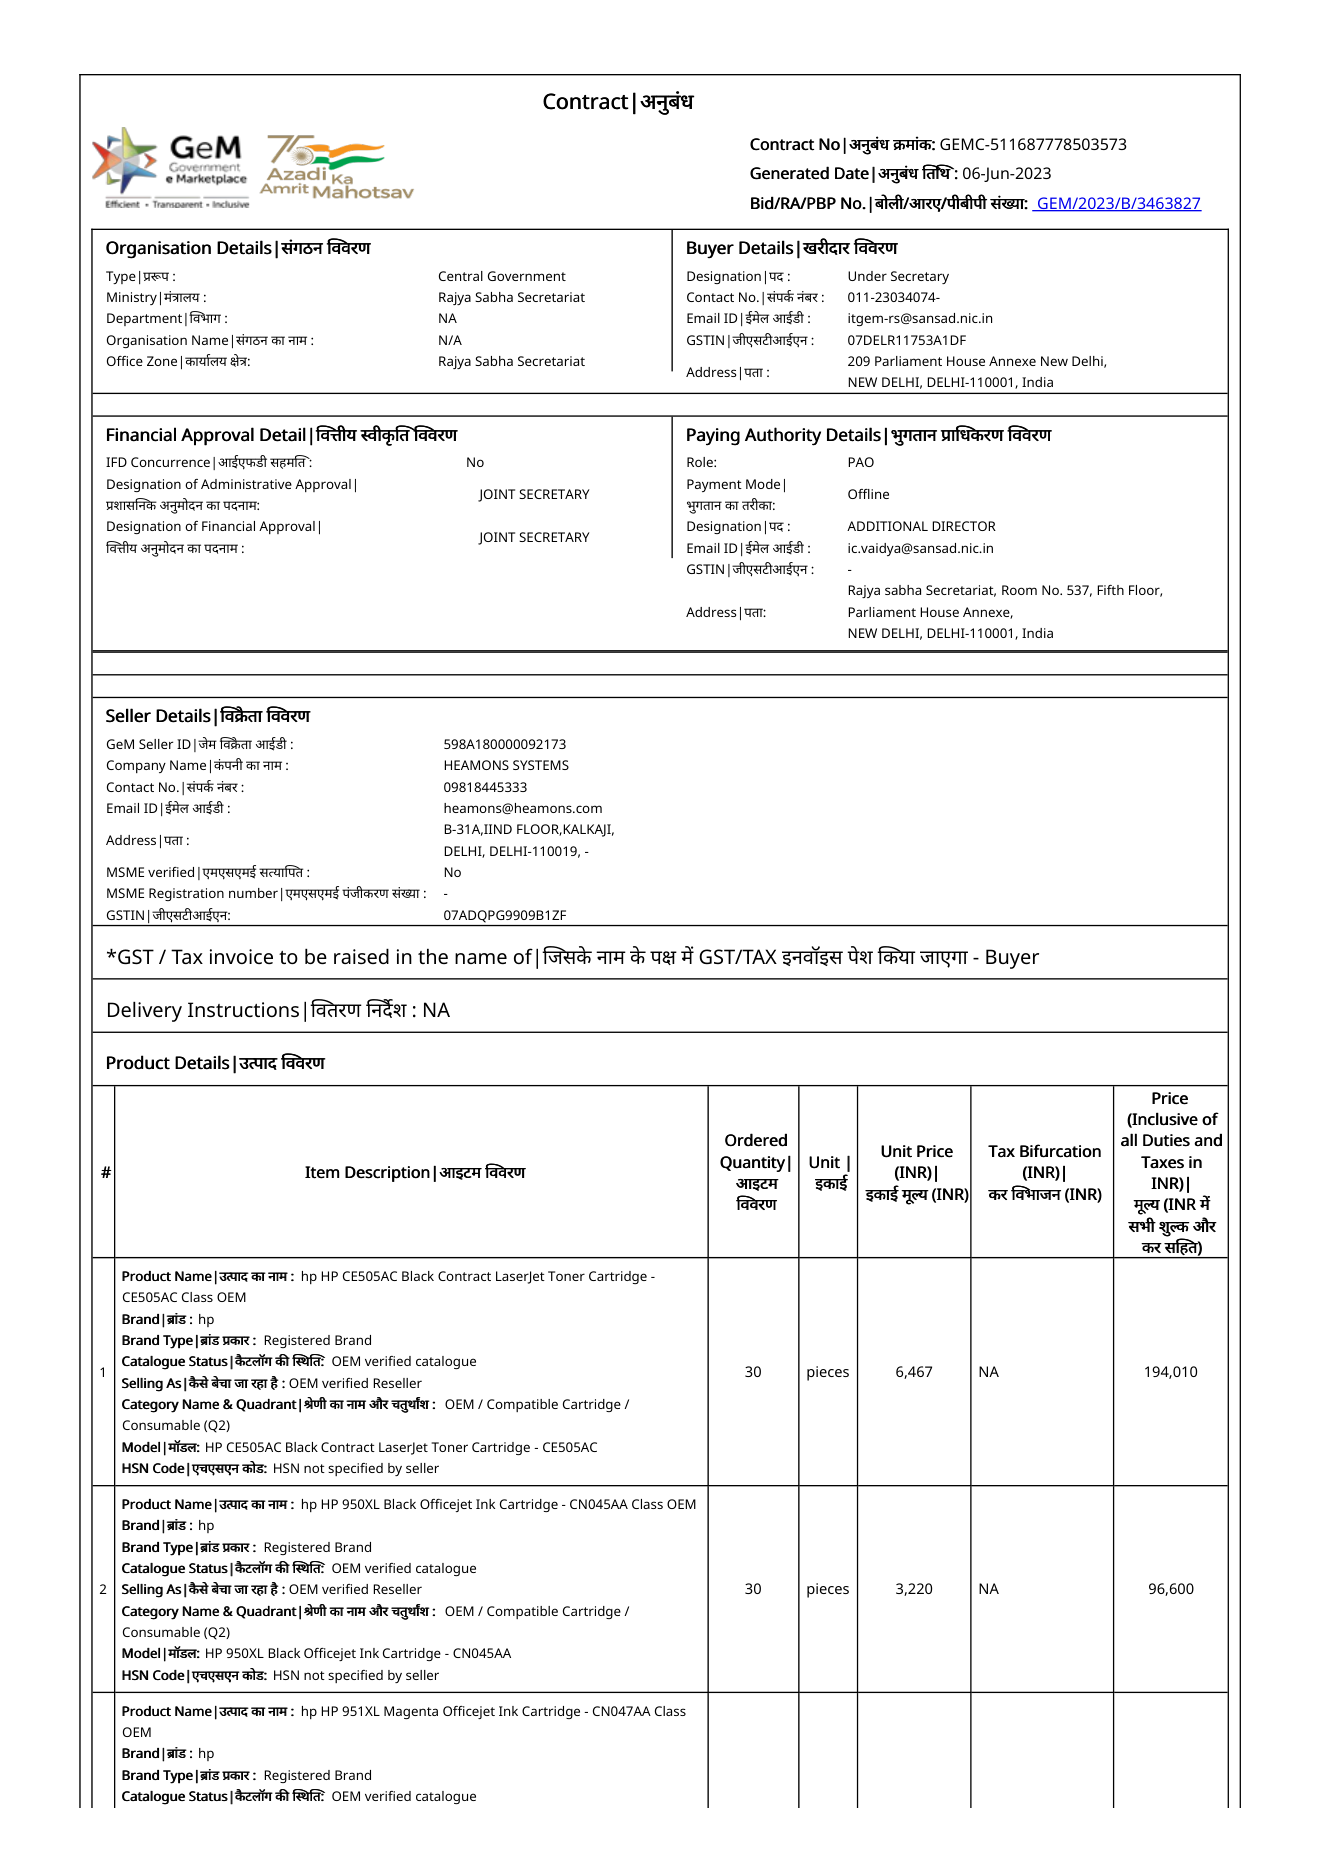 Contract|अनुबंध
GeM
Government
e Marketplace
Efficient • Transparent • Inclusive
75
Azadi Ka
Amrit Mahotsav
Contract No|अनुबंध क्रमांक: GEMC-511687778503573
Generated Date|अनुबंध तिथि : 06-Jun-2023
Bid/RA/PBP No.|बोली/आरए/पीबीपी संख्या: GEM/2023/B/3463827
Organisation Details|संगठन विवरण
Type|प्ररूप : Central Government
Ministry|मंत्रालय : Rajya Sabha Secretariat
Department|विभाग : NA
Organisation Name|संगठन का नाम : N/A
Office Zone|कार्यालय क्षेत्र: Rajya Sabha Secretariat
Buyer Details|खरीदार विवरण
Designation|पद : Under Secretary
Contact No.|संपर्क नंबर : 011-23034074-
Email ID|ईमेल आईडी : itgem-rs@sansad.nic.in
GSTIN|जीएसटीआईएन : 07DELR11753A1DF
Address|पता : 209 Parliament House Annexe New Delhi,
NEW DELHI, DELHI-110001, India
Financial Approval Detail|वित्तीय स्वीकृति विवरण
IFD Concurrence|आईएफडी सहमति : No
Designation of Administrative Approval|
प्रशासनिक अनुमोदन का पदनाम: JOINT SECRETARY
Designation of Financial Approval|
वित्तीय अनुमोदन का पदनाम : JOINT SECRETARY
Paying Authority Details|भुगतान प्राधिकरण विवरण
Role: PAO
Payment Mode|
भुगतान का तरीका: Offline
Designation|पद : ADDITIONAL DIRECTOR
Email ID|ईमेल आईडी : ic.vaidya@sansad.nic.in
GSTIN|जीएसटीआईएन : -
Rajya sabha Secretariat, Room No. 537, Fifth Floor,
Address|पता: Parliament House Annexe,
NEW DELHI, DELHI-110001, India
Seller Details|विक्रेता विवरण
GeM Seller ID|जेम विक्रेता आईडी : 598A180000092173
Company Name|कंपनी का नाम : HEAMONS SYSTEMS
Contact No.|संपर्क नंबर : 09818445333
Email ID|ईमेल आईडी : heamons@heamons.com
Address|पता : B-31A,IIND FLOOR,KALKAJI,
DELHI, DELHI-110019, -
MSME verified|एमएसएमई सत्यापित : No
MSME Registration number|एमएसएमई पंजीकरण संख्या : -
GSTIN|जीएसटीआईएन: 07ADQPG9909B1ZF
*GST / Tax invoice to be raised in the name of|जिसके नाम के पक्ष में GST/TAX इनवॉइस पेश किया जाएगा - Buyer
Delivery Instructions|वितरण निर्देश : NA
Product Details|उत्पाद विवरण
#
Item Description|आइटम विवरण
Ordered
Quantity|
आइटम
विवरण
Unit |
इकाई
Unit Price
(INR)|
इकाई मूल्य (INR)
Tax Bifurcation
(INR)|
कर विभाजन (INR)
Price
(Inclusive of
all Duties and
Taxes in
INR)|
मूल्य (INR में
सभी शुल्क और
कर सहित)
1
Product Name|उत्पाद का नाम : hp HP CE505AC Black Contract LaserJet Toner Cartridge -
CE505AC Class OEM
Brand|ब्रांड : hp
Brand Type|ब्रांड प्रकार : Registered Brand
Catalogue Status|कैटलॉग की स्थिति: OEM verified catalogue
Selling As|कैसे बेचा जा रहा है : OEM verified Reseller
Category Name & Quadrant|श्रेणी का नाम और चतुर्थांश : OEM / Compatible Cartridge /
Consumable (Q2)
Model|मॉडल: HP CE505AC Black Contract LaserJet Toner Cartridge - CE505AC
HSN Code|एचएसएन कोड: HSN not specified by seller
30 pieces 6,467 NA 194,010
2
Product Name|उत्पाद का नाम : hp HP 950XL Black Officejet Ink Cartridge - CN045AA Class OEM
Brand|ब्रांड : hp
Brand Type|ब्रांड प्रकार : Registered Brand
Catalogue Status|कैटलॉग की स्थिति: OEM verified catalogue
Selling As|कैसे बेचा जा रहा है : OEM verified Reseller
Category Name & Quadrant|श्रेणी का नाम और चतुर्थांश : OEM / Compatible Cartridge /
Consumable (Q2)
Model|मॉडल: HP 950XL Black Officejet Ink Cartridge - CN045AA
HSN Code|एचएसएन कोड: HSN not specified by seller
30 pieces 3,220 NA 96,600
Product Name|उत्पाद का नाम : hp HP 951XL Magenta Officejet Ink Cartridge - CN047AA Class
OEM
Brand|ब्रांड : hp
Brand Type|ब्रांड प्रकार : Registered Brand
Catalogue Status|कैटलॉग की स्थिति: OEM verified catalogue